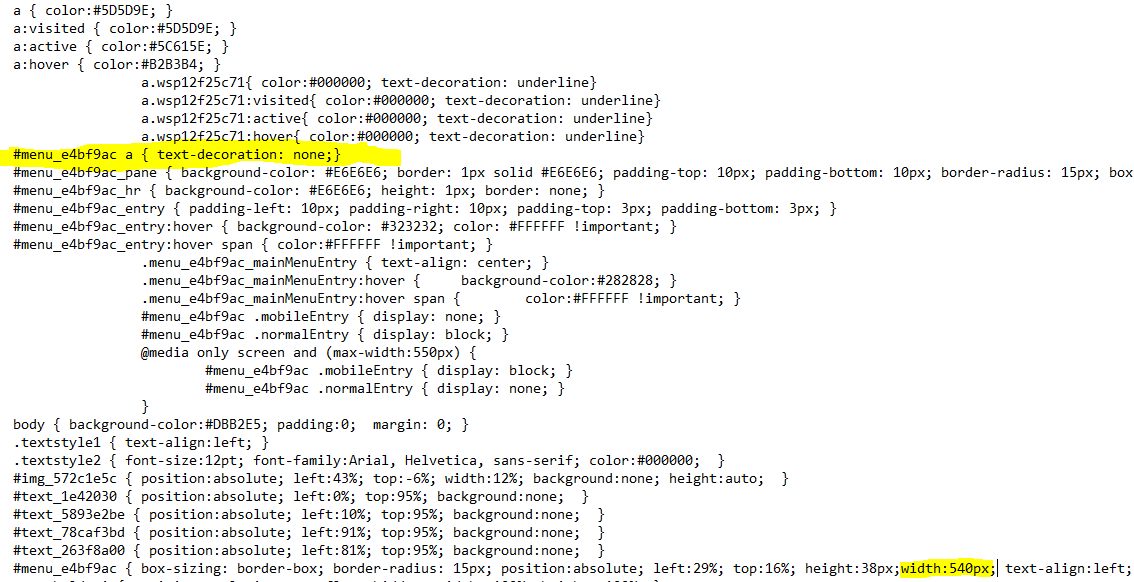 a { color:#5D5D9E; }
a:visited { color:#5D5D9E; }
a:active { color:#5C615E; }
a:hover { color:#B2B3B4; }
a.wsp12f25c71{ color:#000000; text-decoration: underline}
a.wsp12f25c71:visited{ color:#000000; text-decoration: underline}
a.wsp12f25c71:active{ color:#000000; text-decoration: underline}
a.wsp12f25c71:hover{ color:#000000; text-decoration: underline}
#menu_e4bf9ac a { text-decoration: none;}
#menu_e4bf9ac_pane { background-color: #E6E6E6; border: 1px solid #E6E6E6; padding-top: 10px; padding-bottom: 10px; border-radius: 15px; box
#menu_e4bf9ac_hr { background-color: #E6E6E6; height: 1px; border: none; }
#menu_e4bf9ac_entry { padding-left: 10px; padding-right: 10px; padding-top: 3px; padding-bottom: 3px; }
#menu_e4bf9ac_entry:hover { background-color: #323232; color: #FFFFFF !important; }
#menu_e4bf9ac_entry:hover span { color:#FFFFFF !important; }
.menu_e4bf9ac_mainMenuEntry { text-align: center; }
.menu_e4bf9ac_mainMenuEntry:hover { background-color:#282828; }
.menu_e4bf9ac_mainMenuEntry:hover span { color:#FFFFFF !important; }
#menu_e4bf9ac .mobileEntry { display: none; }
#menu_e4bf9ac .normalEntry { display: block; }
@media only screen and (max-width:550px) {
#menu_e4bf9ac .mobileEntry { display: block; }
#menu_e4bf9ac .normalEntry { display: none; }
}
body { background-color:#DBB2E5; padding:0; margin: 0; }
.textstyle1 { text-align:left; }
.textstyle2 { font-size:12pt; font-family:Arial, Helvetica, sans-serif; color:#000000; }
#img_572c1e5c { position:absolute; left:43%; top:-6%; width:12%; background:none; height:auto; }
#text_1e42030 { position:absolute; left:0%; top:95%; background:none; }
#text_5893e2be { position:absolute; left:10%; top:95%; background:none; }
#text_78caf3bd { position:absolute; left:91%; top:95%; background:none; }
#text_263f8a00 { position:absolute; left:81%; top:95%; background:none; }
#menu_e4bf9ac { box-sizing: border-box; border-radius: 15px; position:absolute; left:29%; top:16%; height:38px;width:540px; text-align:left;